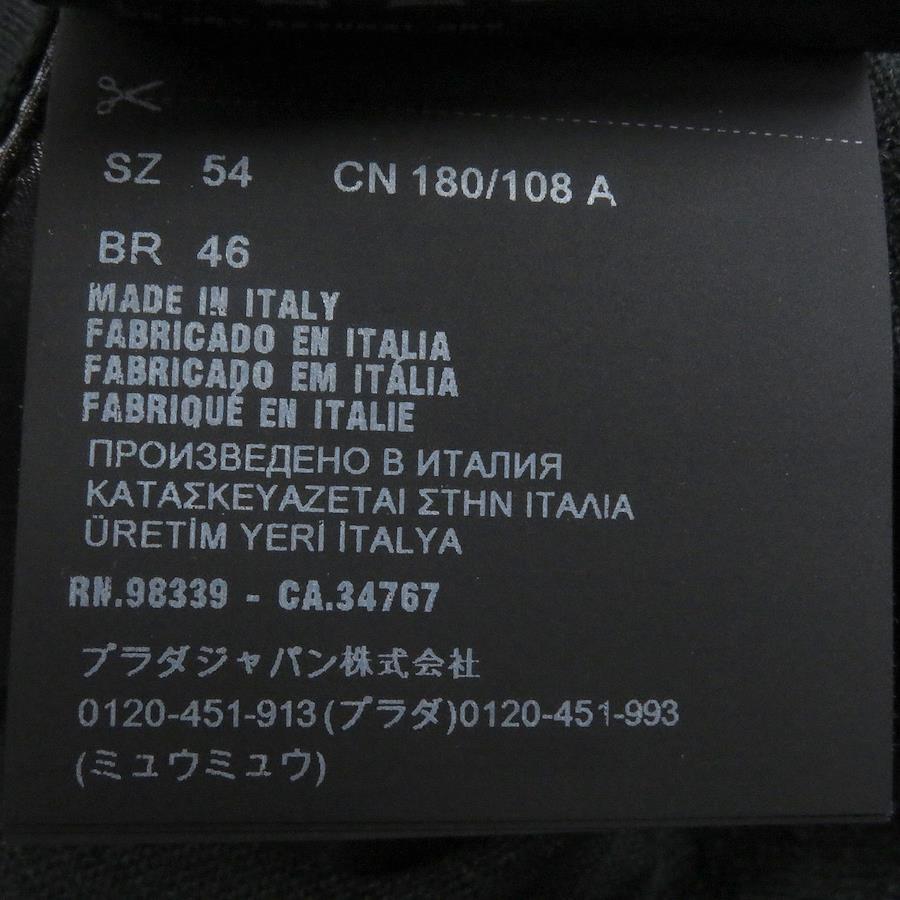 SZ 54 CN 180/108 A
BR 46
MADE IN ITALY
FABRICADO EN ITALIA
FABRICADO EM ITÁLIA
FABRIQUÉ EN ITALIE
ПРОИЗВЕДЕНО В ИТАЛИЯ
ΚΑΤΑΣΚΕΥΑΖΕΤΑΙ ΣΤΗΝ ΙΤΑΛΙΑ
ÜRETİM YERİ İTALYA
RN.98339 - CA.34767
プラダジャパン株式会社
0120-451-913(プラダ)0120-451-993
(ミュウミュウ)